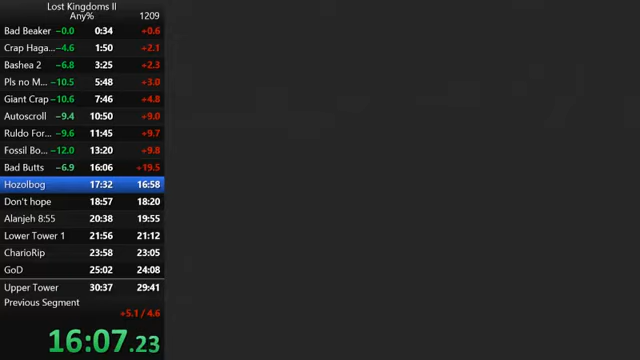 Lost Kingdoms II
Any% 1209
Bad Beaker −0.0 0:34 +0.6
Crap Haga... −4.6 1:50 +2.1
Bashea 2 −6.8 3:25 +2.3
Pls no M... −10.5 5:48 +3.0
Giant Crap −10.6 7:46 +4.8
Autoscroll −9.4 10:50 +9.0
Ruldo For... −9.6 11:45 +9.7
Fossil Bo... −12.0 13:20 +9.8
Bad Butts −6.9 16:06 +19.5
Hozolbog 17:32 16:58
Don't hope 18:57 18:20
Alanjeh 8:55 20:38 19:55
Lower Tower 1 21:56 21:12
CharioRip 23:58 23:05
GoD 25:02 24:08
Upper Tower 30:37 29:41
Previous Segment
+5.1 / 4.6
16:07.23